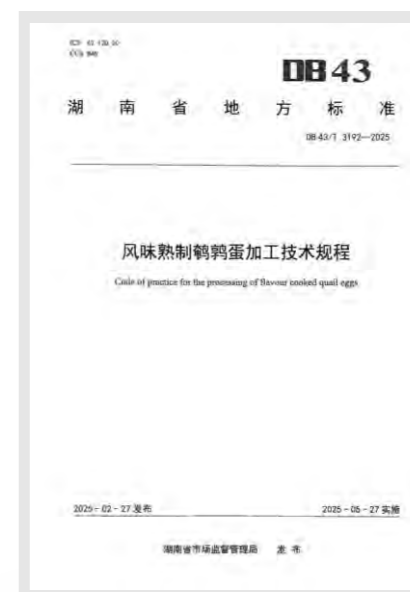 DB43
湖南省地方标准
DB43/T 3192—2025
风味熟制鹌鹑蛋加工技术规程
Code of practice for the processing of flavour cooked quail eggs
2025-02-27发布
2025-05-27实施
湖南省市场监督管理局 发布